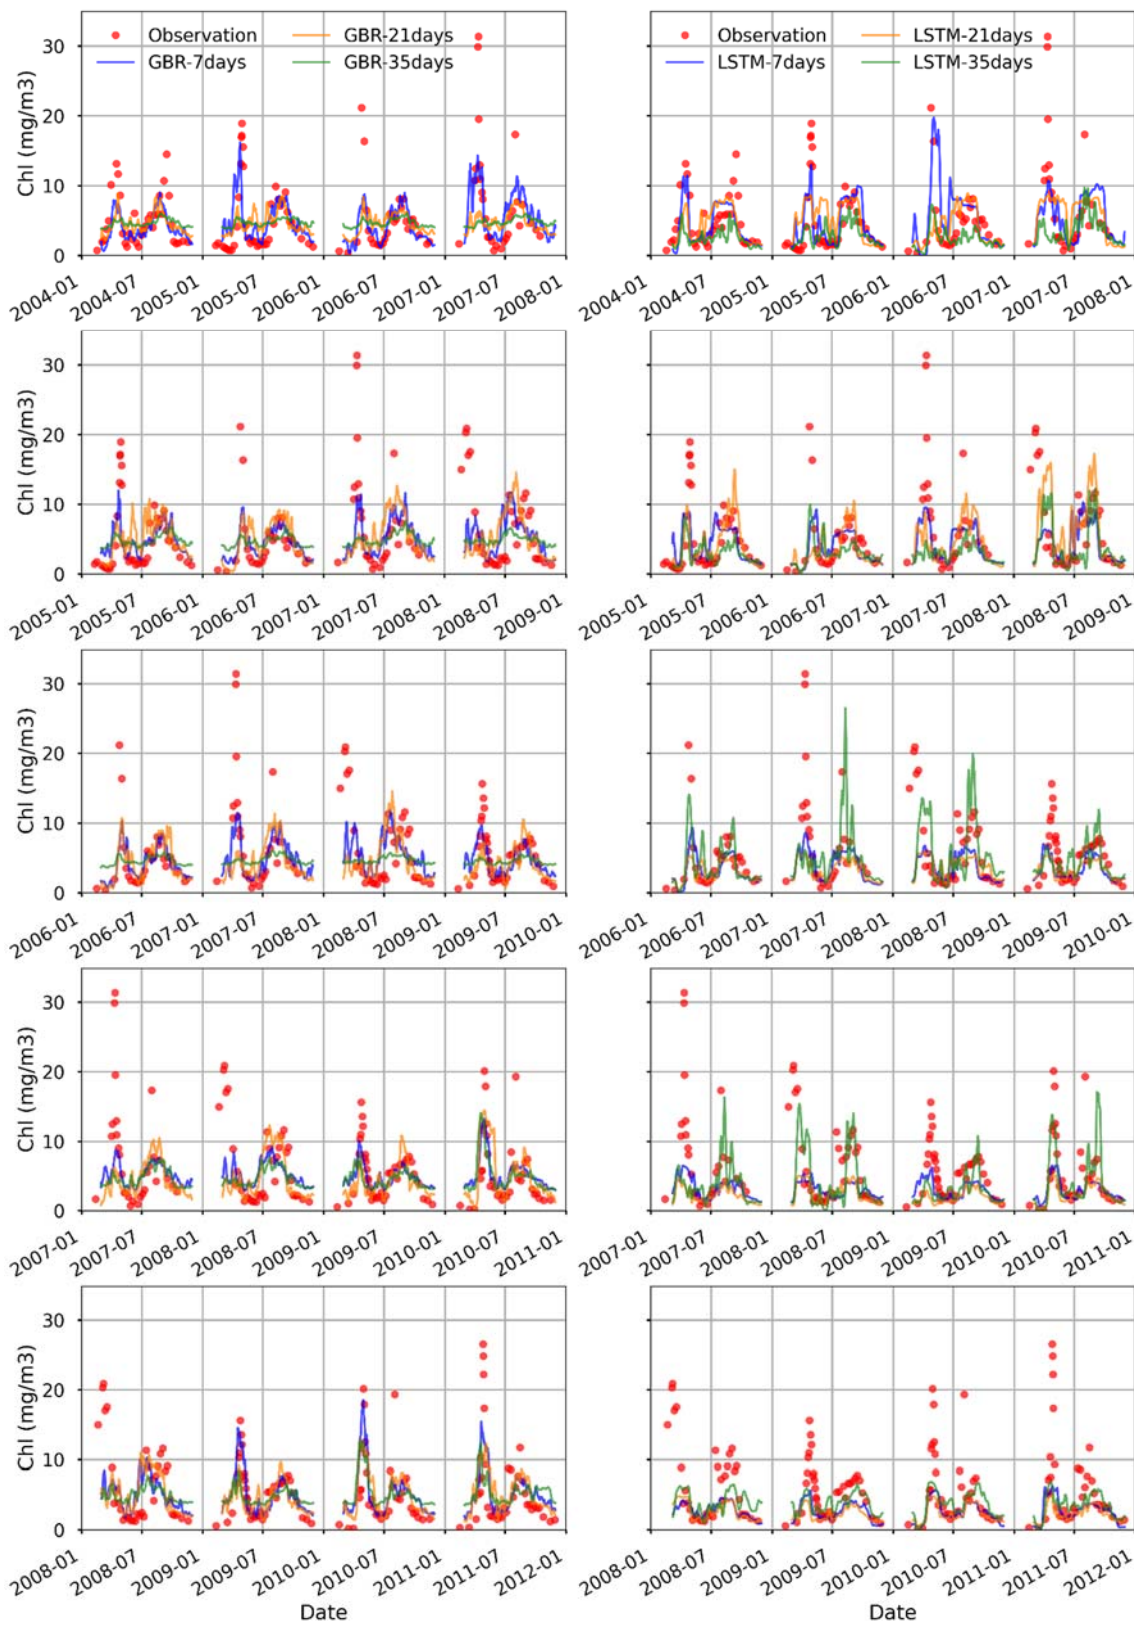 Observation GBR-21days
GBR-7days GBR-35days
Observation LSTM-21days
LSTM-7days LSTM-35days
Chl (mg/m3)
30
20
10
0
2004-01 2004-07 2005-01 2005-07 2006-01 2006-07 2007-01 2007-07 2008-01
2004-01 2004-07 2005-01 2005-07 2006-01 2006-07 2007-01 2007-07 2008-01
Chl (mg/m3)
30
20
10
0
2005-01 2005-07 2006-01 2006-07 2007-01 2007-07 2008-01 2008-07 2009-01
2005-01 2005-07 2006-01 2006-07 2007-01 2007-07 2008-01 2008-07 2009-01
Chl (mg/m3)
30
20
10
0
2006-01 2006-07 2007-01 2007-07 2008-01 2008-07 2009-01 2009-07 2010-01
2006-01 2006-07 2007-01 2007-07 2008-01 2008-07 2009-01 2009-07 2010-01
Chl (mg/m3)
30
20
10
0
2007-01 2007-07 2008-01 2008-07 2009-01 2009-07 2010-01 2010-07 2011-01
2007-01 2007-07 2008-01 2008-07 2009-01 2009-07 2010-01 2010-07 2011-01
Chl (mg/m3)
30
20
10
0
2008-01 2008-07 2009-01 2009-07 2010-01 2010-07 2011-01 2011-07 2012-01
2008-01 2008-07 2009-01 2009-07 2010-01 2010-07 2011-01 2011-07 2012-01
Date
Date